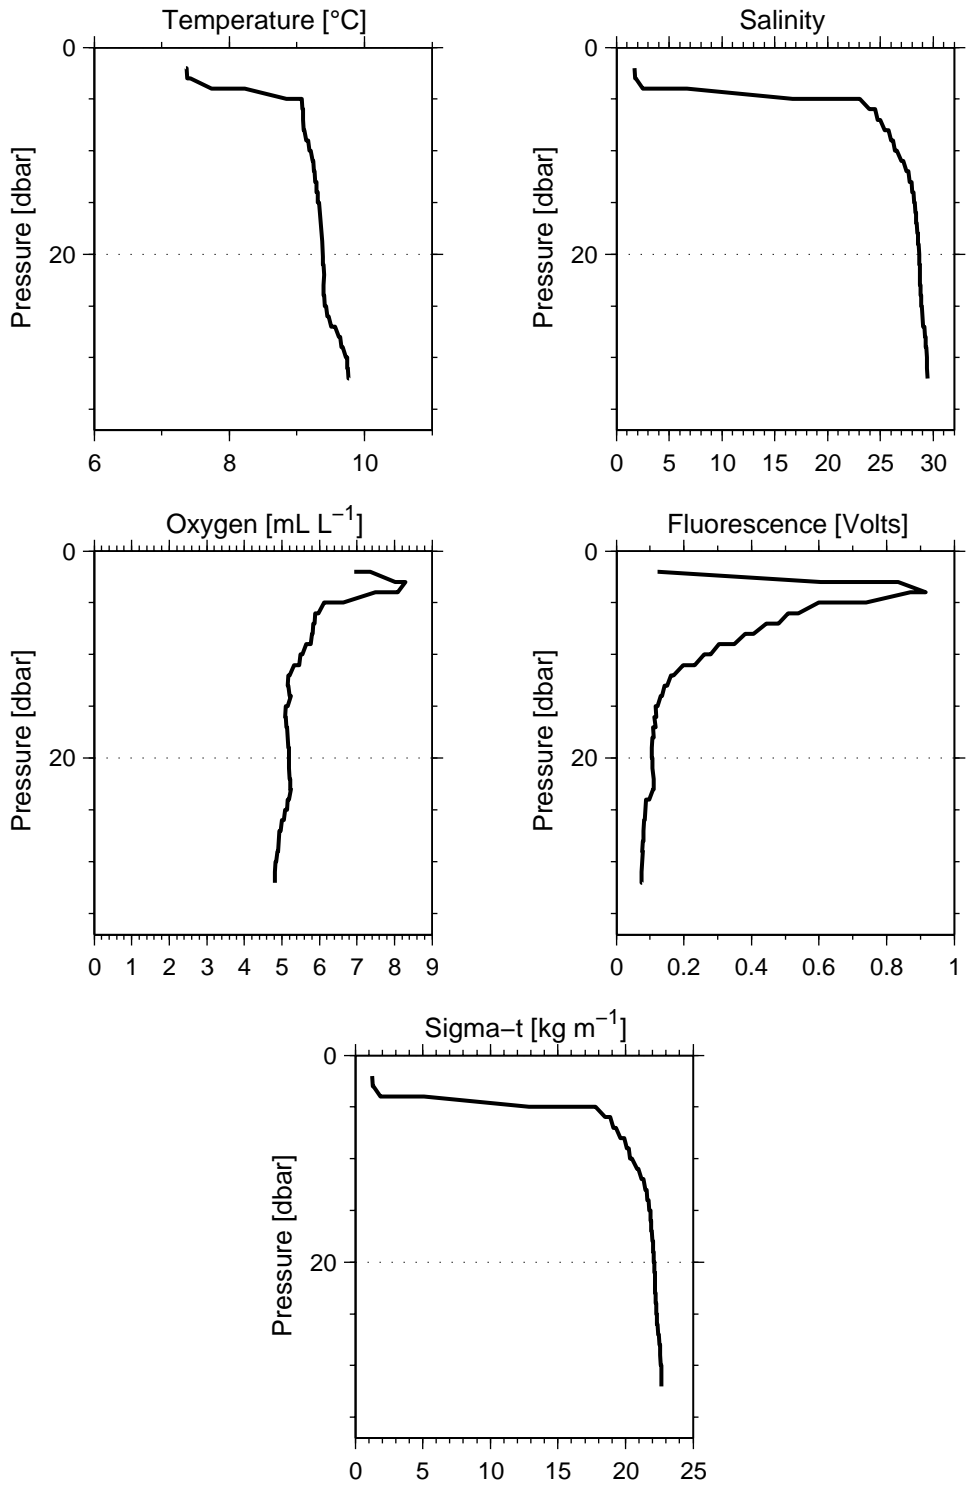 Temperature [°C]
0
20
Pressure [dbar]
6 8 10
Salinity
0
20
Pressure [dbar]
0 5 10 15 20 25 30
Oxygen [mL L⁻¹]
0
20
Pressure [dbar]
0 1 2 3 4 5 6 7 8 9
Fluorescence [Volts]
0
20
Pressure [dbar]
0 0.2 0.4 0.6 0.8 1
Sigma−t [kg m⁻¹]
0
20
Pressure [dbar]
0 5 10 15 20 25